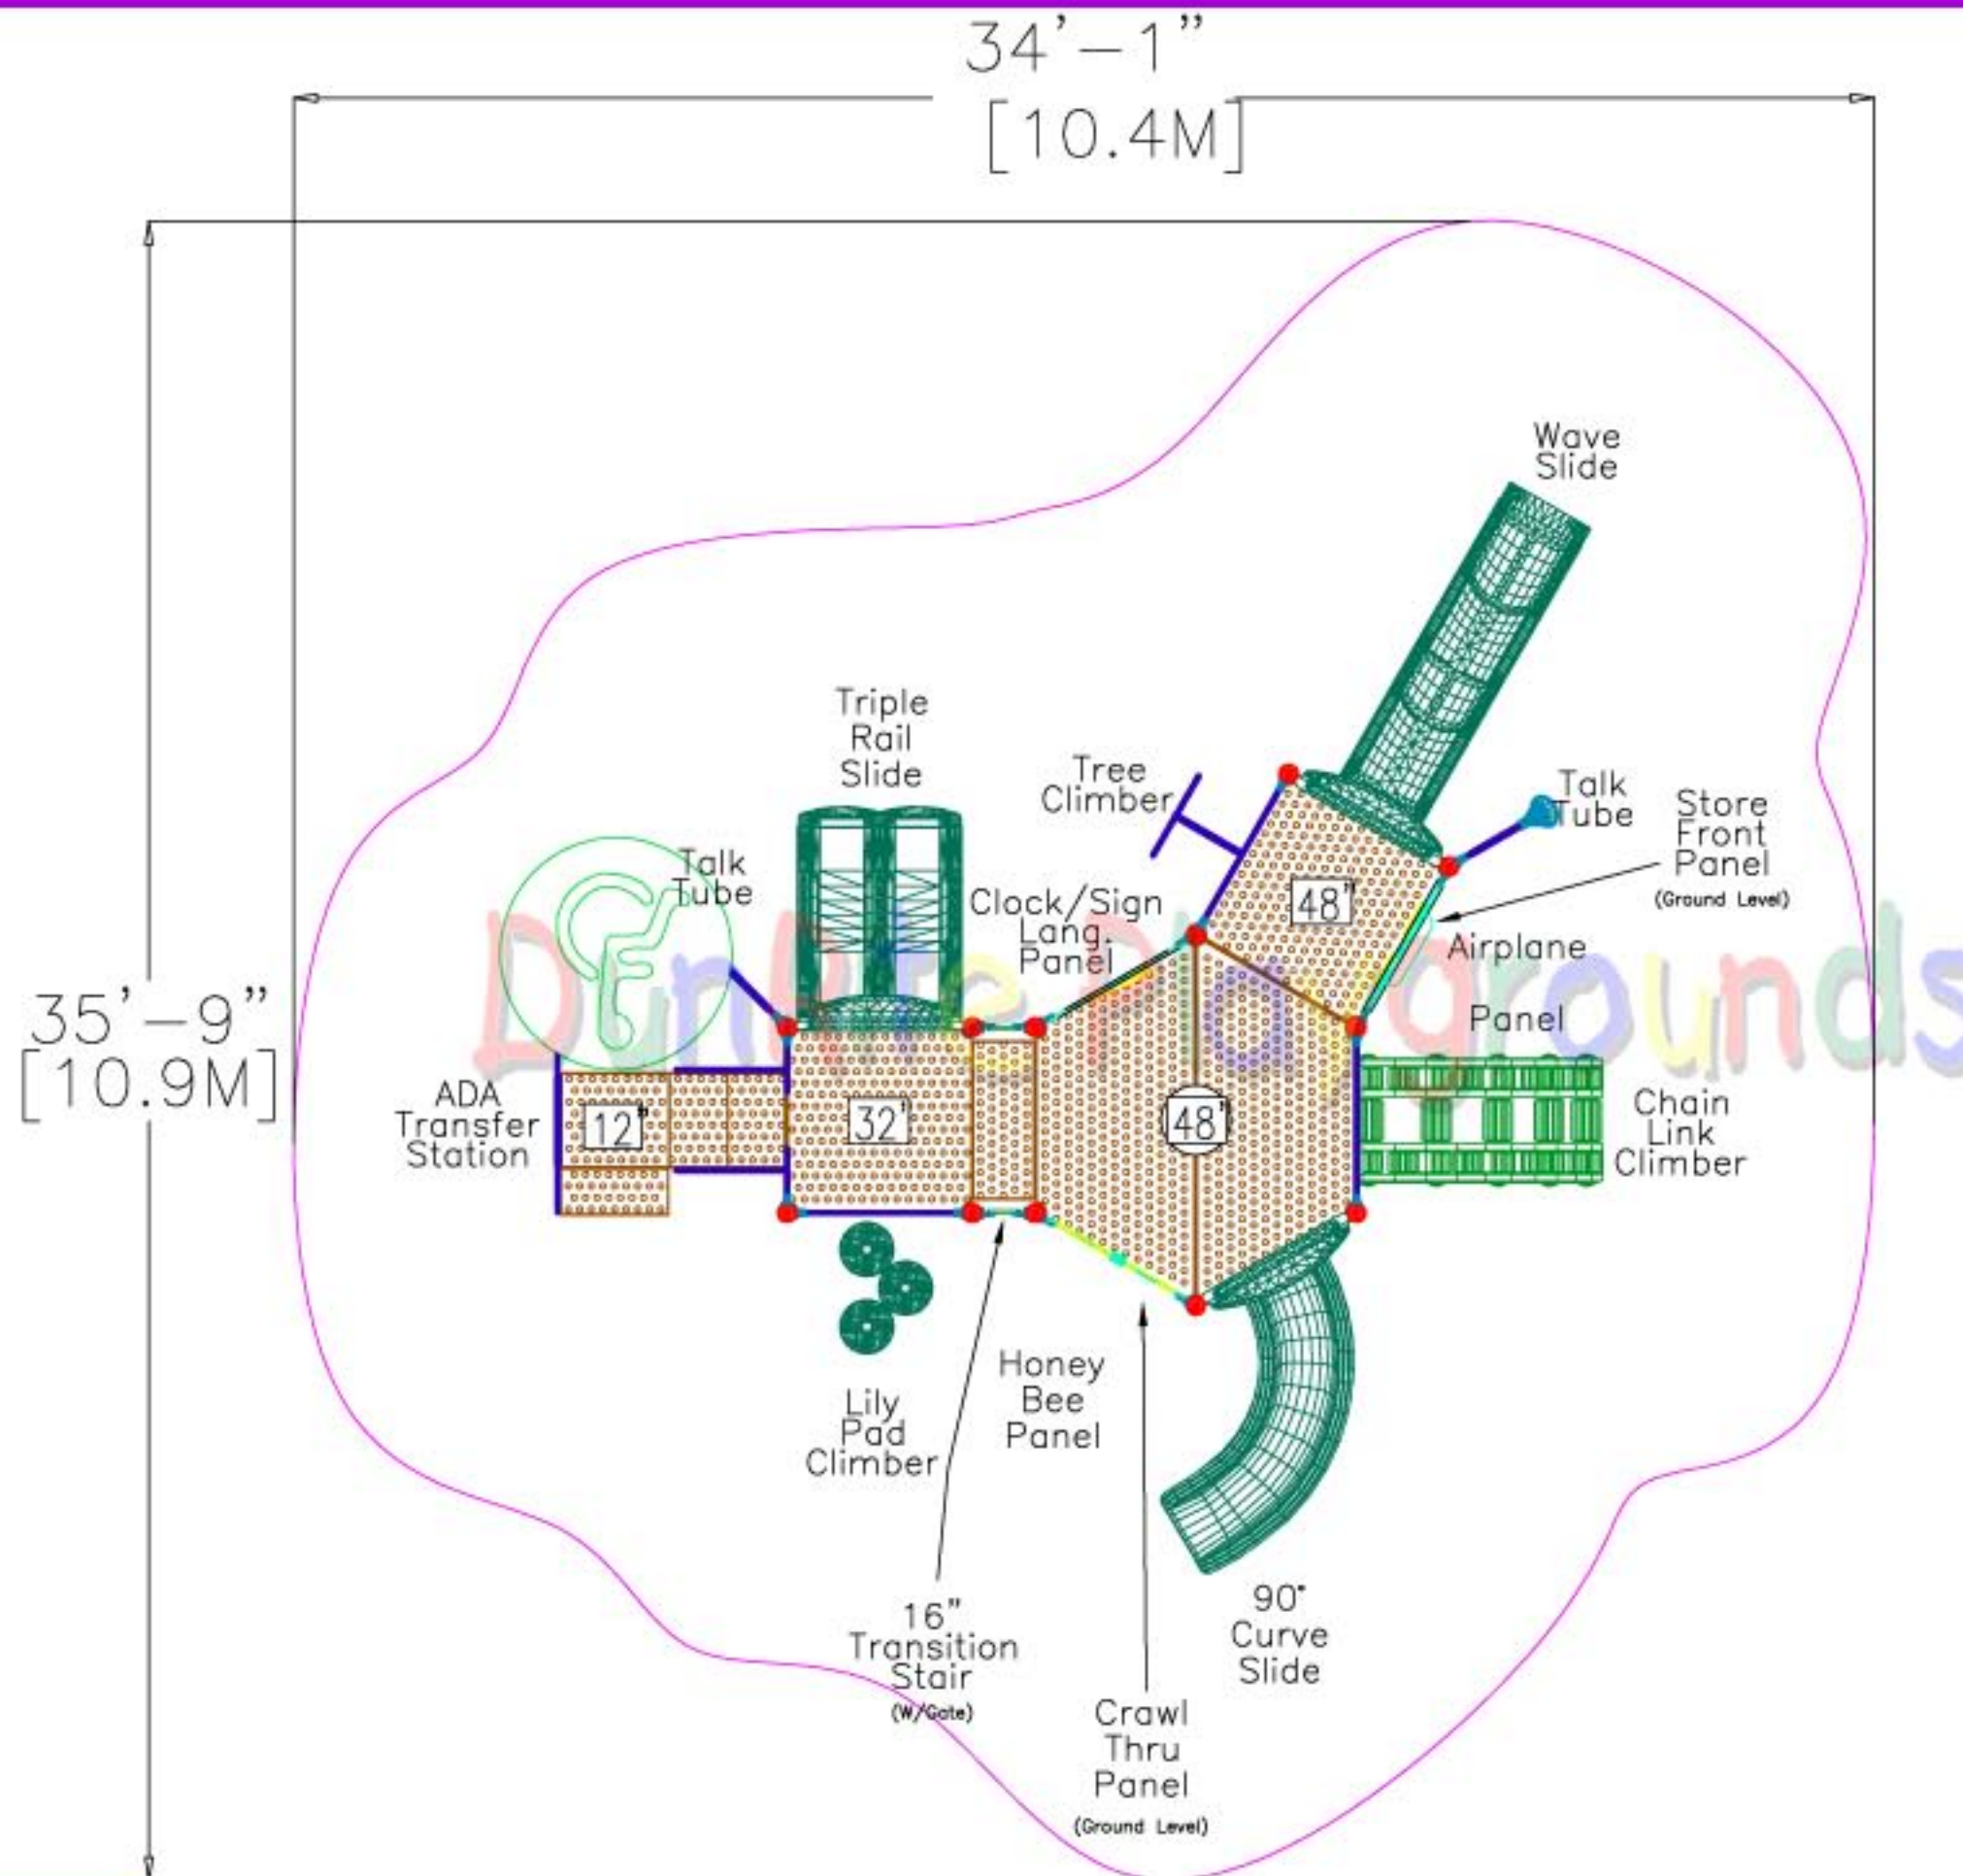 34'-1"
[10.4M]
Wave
Slide
Triple
Rail
Slide
Tree
Climber
Talk
Tube
Store
Front
Panel
(Ground Level)
Talk
Tube
Clock/Sign
Lang.
Panel
48"
Airplane
Panel
Dunrite Playgrounds
35'-9"
[10.9M]
ADA
Transfer
Station
12"
32"
48"
Chain
Link
Climber
Honey
Bee
Panel
Lily
Pad
Climber
90°
Curve
Slide
16"
Transition
Stair
(W/Gate)
Crawl
Thru
Panel
(Ground Level)